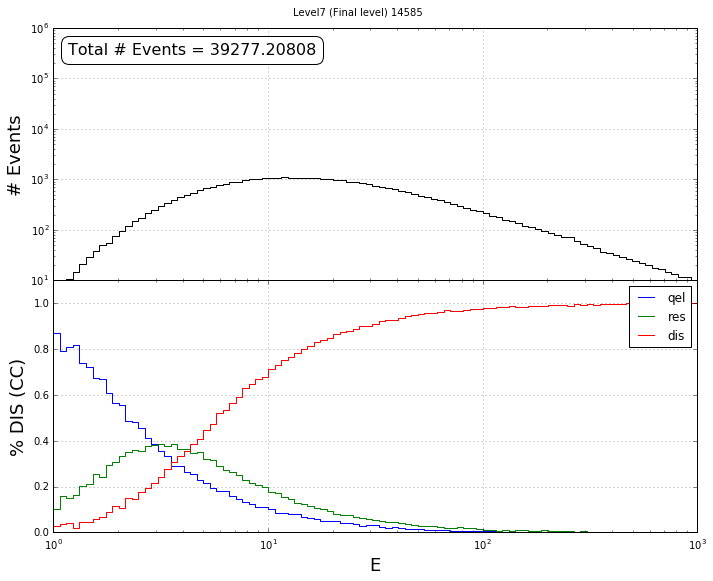 Level7 (Final level) 14585
Total # Events = 39277.20808
# Events
10^6
10^5
10^4
10^3
10^2
10^1
% DIS (CC)
1.0
0.8
0.6
0.4
0.2
0.0
qel
res
dis
10^0
10^1
10^2
10^3
E